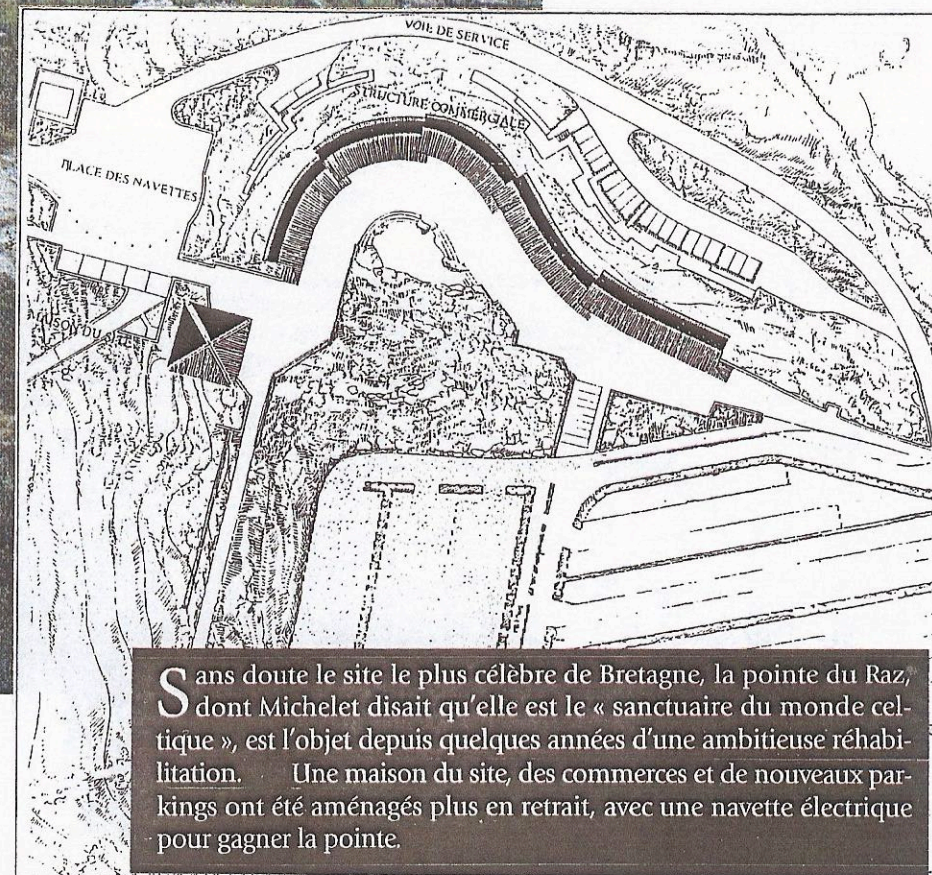 VOIE DE SERVICE
STRUCTURE COMMERCIALE
PLACE DES NAVETTES
Sans doute le site le plus célèbre de Bretagne, la pointe du Raz,
dont Michelet disait qu'elle est le « sanctuaire du monde cel-
tique », est l'objet depuis quelques années d'une ambitieuse réhabi-
litation. Une maison du site, des commerces et de nouveaux par-
kings ont été aménagés plus en retrait, avec une navette électrique
pour gagner la pointe.